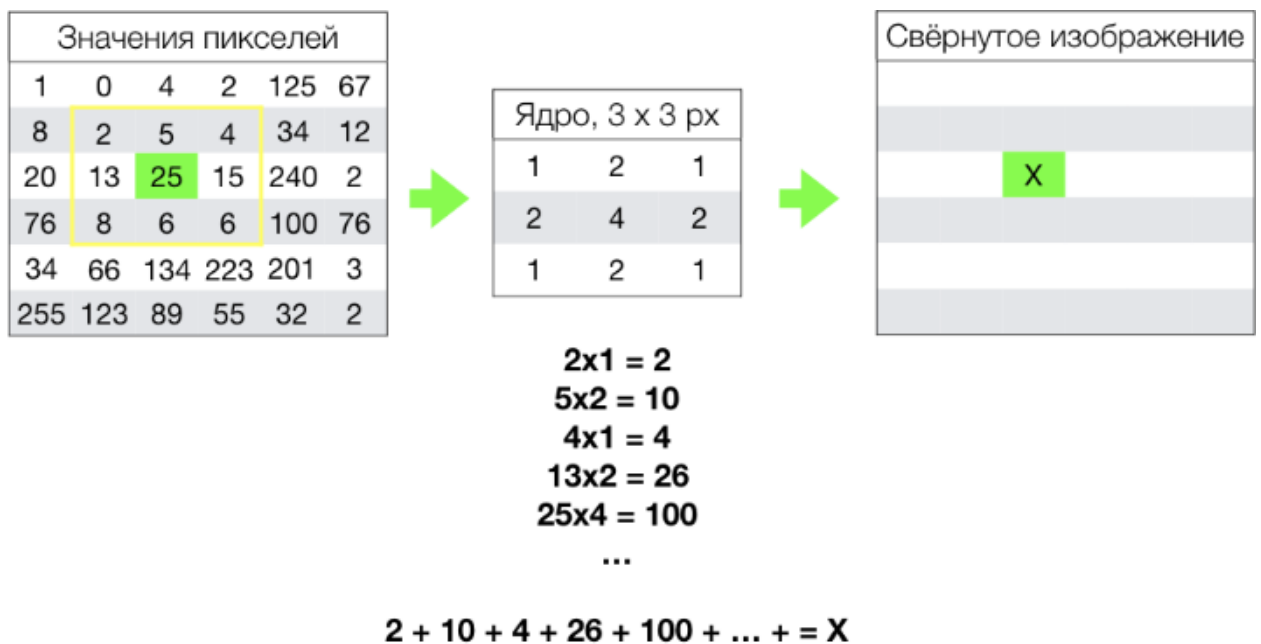 Значения пикселей
1 0 4 2 125 67
8 2 5 4 34 12
20 13 25 15 240 2
76 8 6 6 100 76
34 66 134 223 201 3
255 123 89 55 32 2
Ядро, 3 x 3 px
1 2 1
2 4 2
1 2 1
Свёрнутое изображение
X
2x1 = 2
5x2 = 10
4x1 = 4
13x2 = 26
25x4 = 100
...
2 + 10 + 4 + 26 + 100 + ... + = X